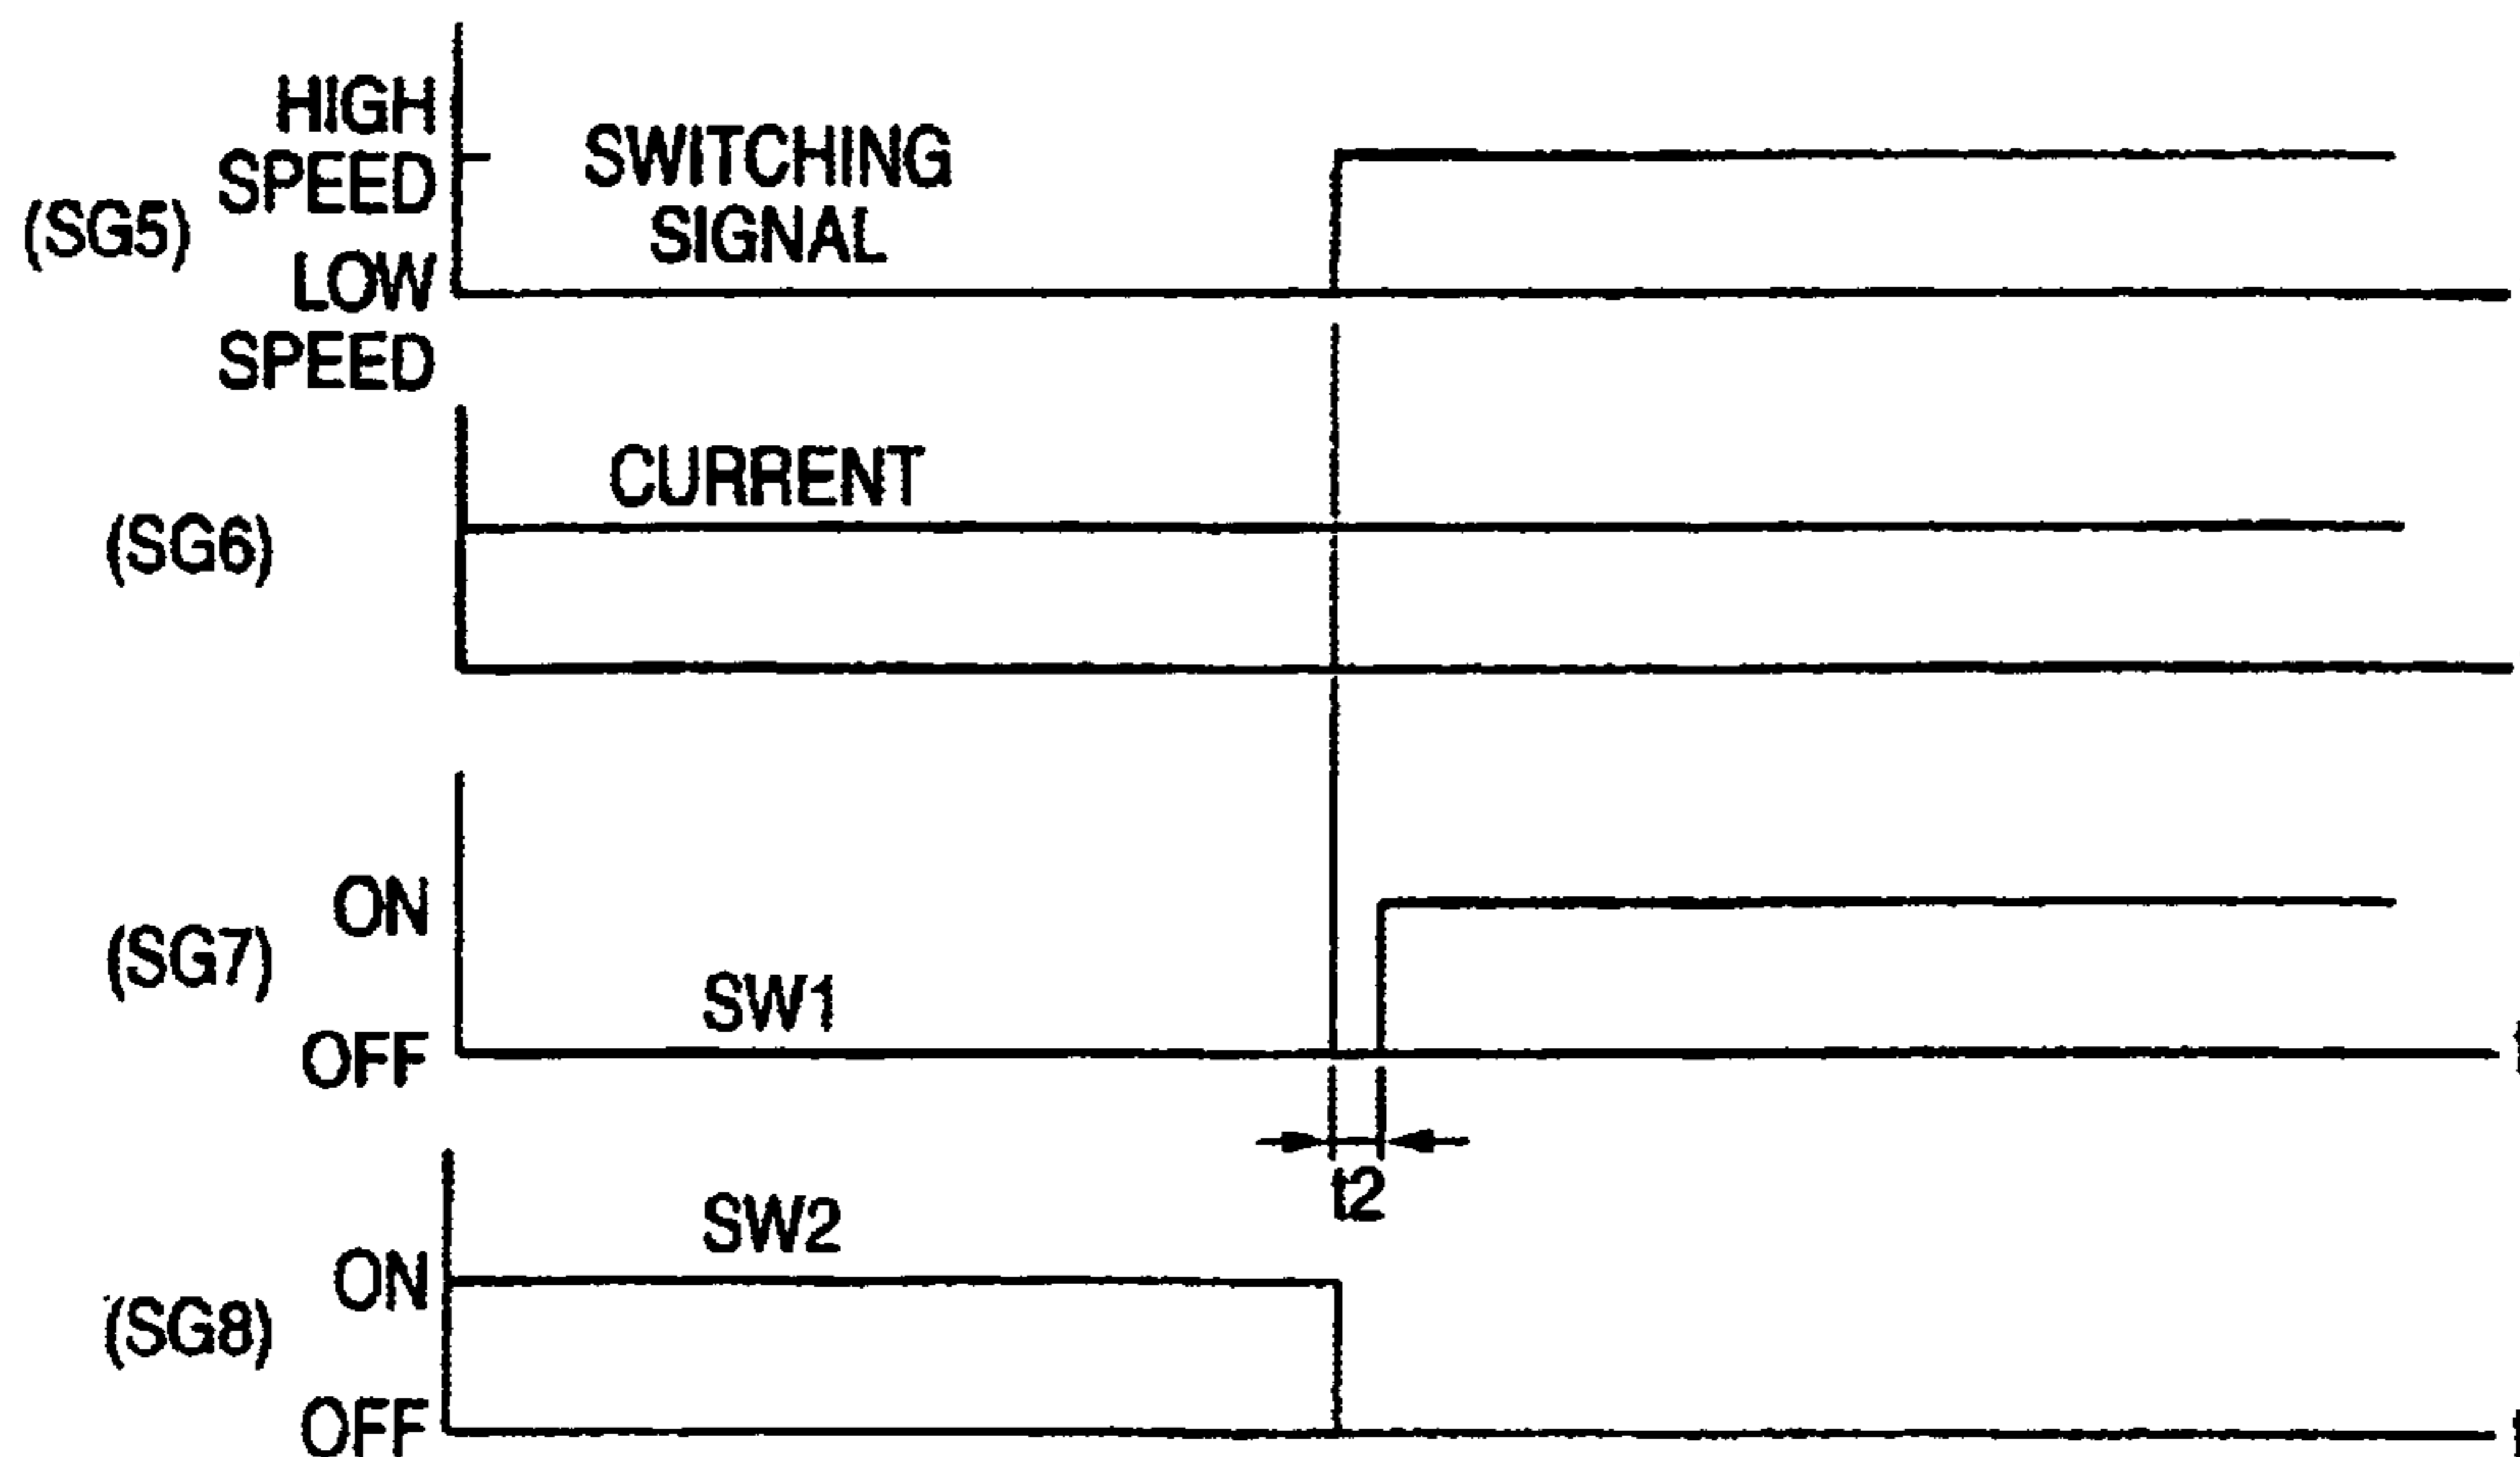 HIGH
SPEED
(SG5)
LOW
SPEED
SWITCHING
SIGNAL
(SG6)
CURRENT
(SG7)
ON
OFF
SW1
t2
(SG8)
ON
OFF
SW2